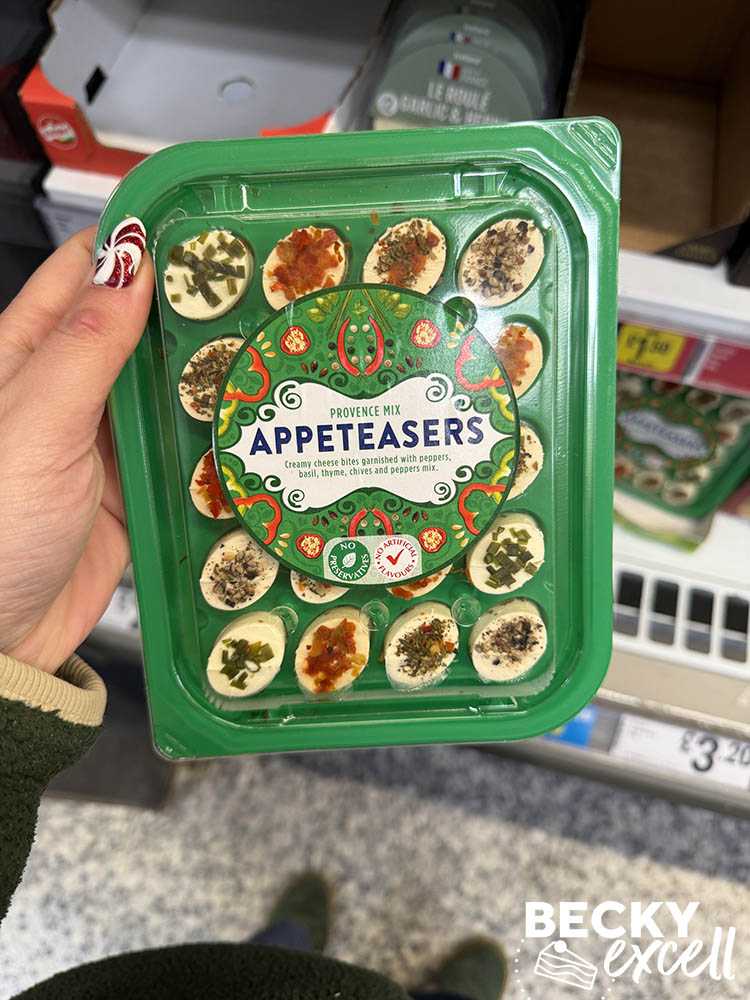 LE ROULÉ
GARLIC &
PROVENCE MIX
APPETEASERS
Creamy cheese bites garnished with peppers,
basil, thyme, chives and peppers mix.
NO
PRESERVATIVES
NO ARTIFICIAL
FLAVOURS
£1.50
APPETEASERS
£3.20
BECKY
excell